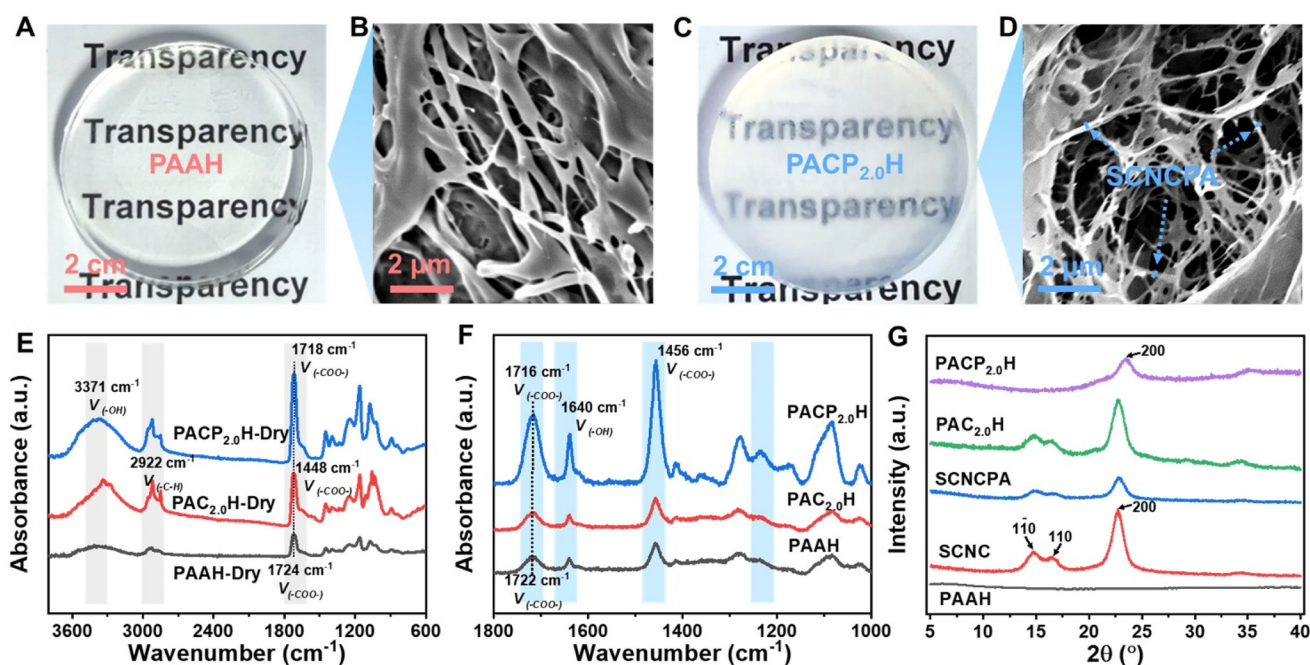 A
Transparency
Transparency
PAAH
Transparency
2 cm
Transparency
B
2 μm
C
Transparency
Transparency
PACP2.0H
Transparency
2 cm
Transparency
D
SCNCPA
2 μm
E
Absorbance (a.u.)
3371 cm-1
V(-OH)
2922 cm-1
V(-C-H)
1718 cm-1
V(-COO-)
PACP2.0H-Dry
1448 cm-1
V(-COO-)
PAC2.0H-Dry
PAAH-Dry
1724 cm-1
V(-COO-)
3600 3000 2400 1800 1200 600
Wavenumber (cm-1)
F
Absorbance (a.u.)
1716 cm-1
V(-COO-)
1640 cm-1
V(-OH)
1456 cm-1
V(-COO-)
PACP2.0H
PAC2.0H
PAAH
1722 cm-1
V(-COO-)
1800 1600 1400 1200 1000
Wavenumber (cm-1)
G
Intensity (a.u.)
PACP2.0H
200
PAC2.0H
SCNCPA
SCNC
11̄0
110
200
PAAH
5 10 15 20 25 30 35 40
2θ (°)